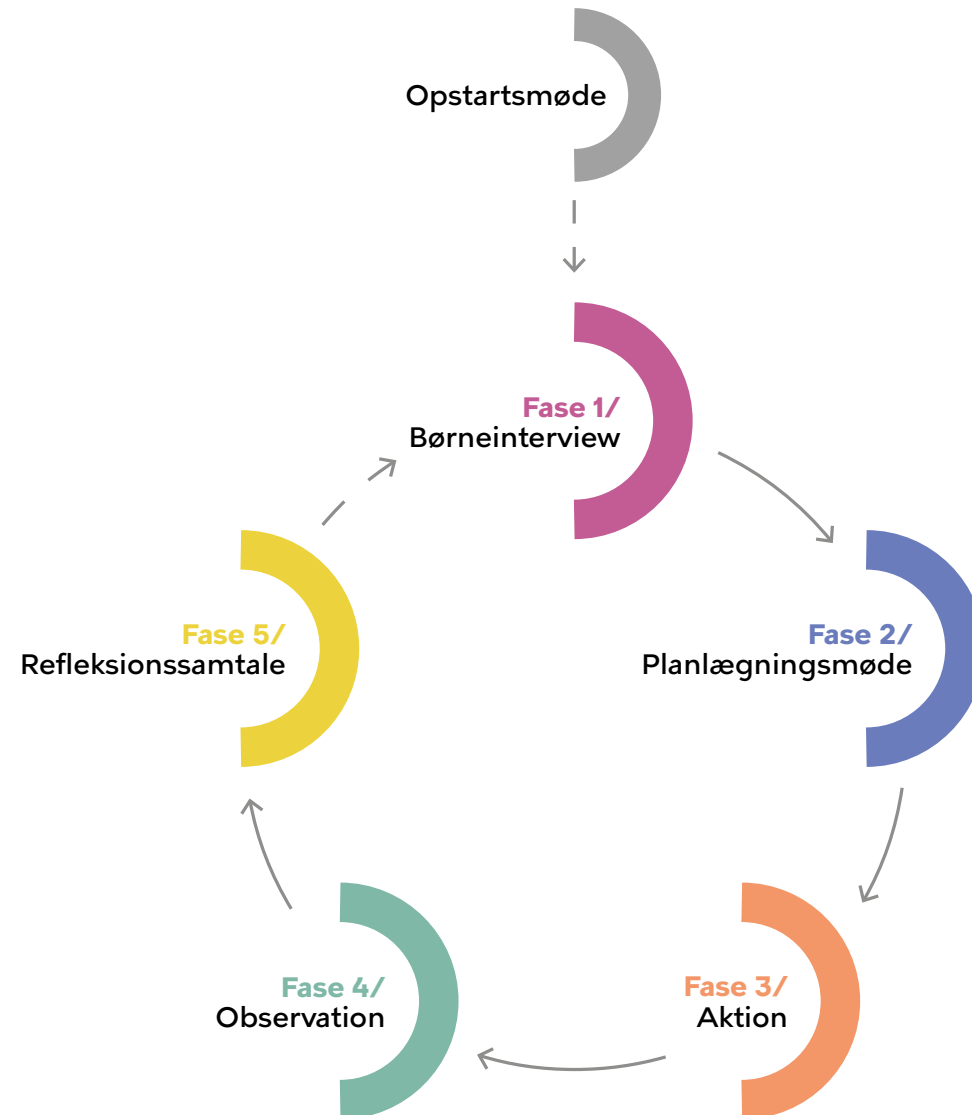 Opstartsmøde
Fase 1/
Børneinterview
Fase 2/
Planlægningsmøde
Fase 3/
Aktion
Fase 4/
Observation
Fase 5/
Refleksionssamtale